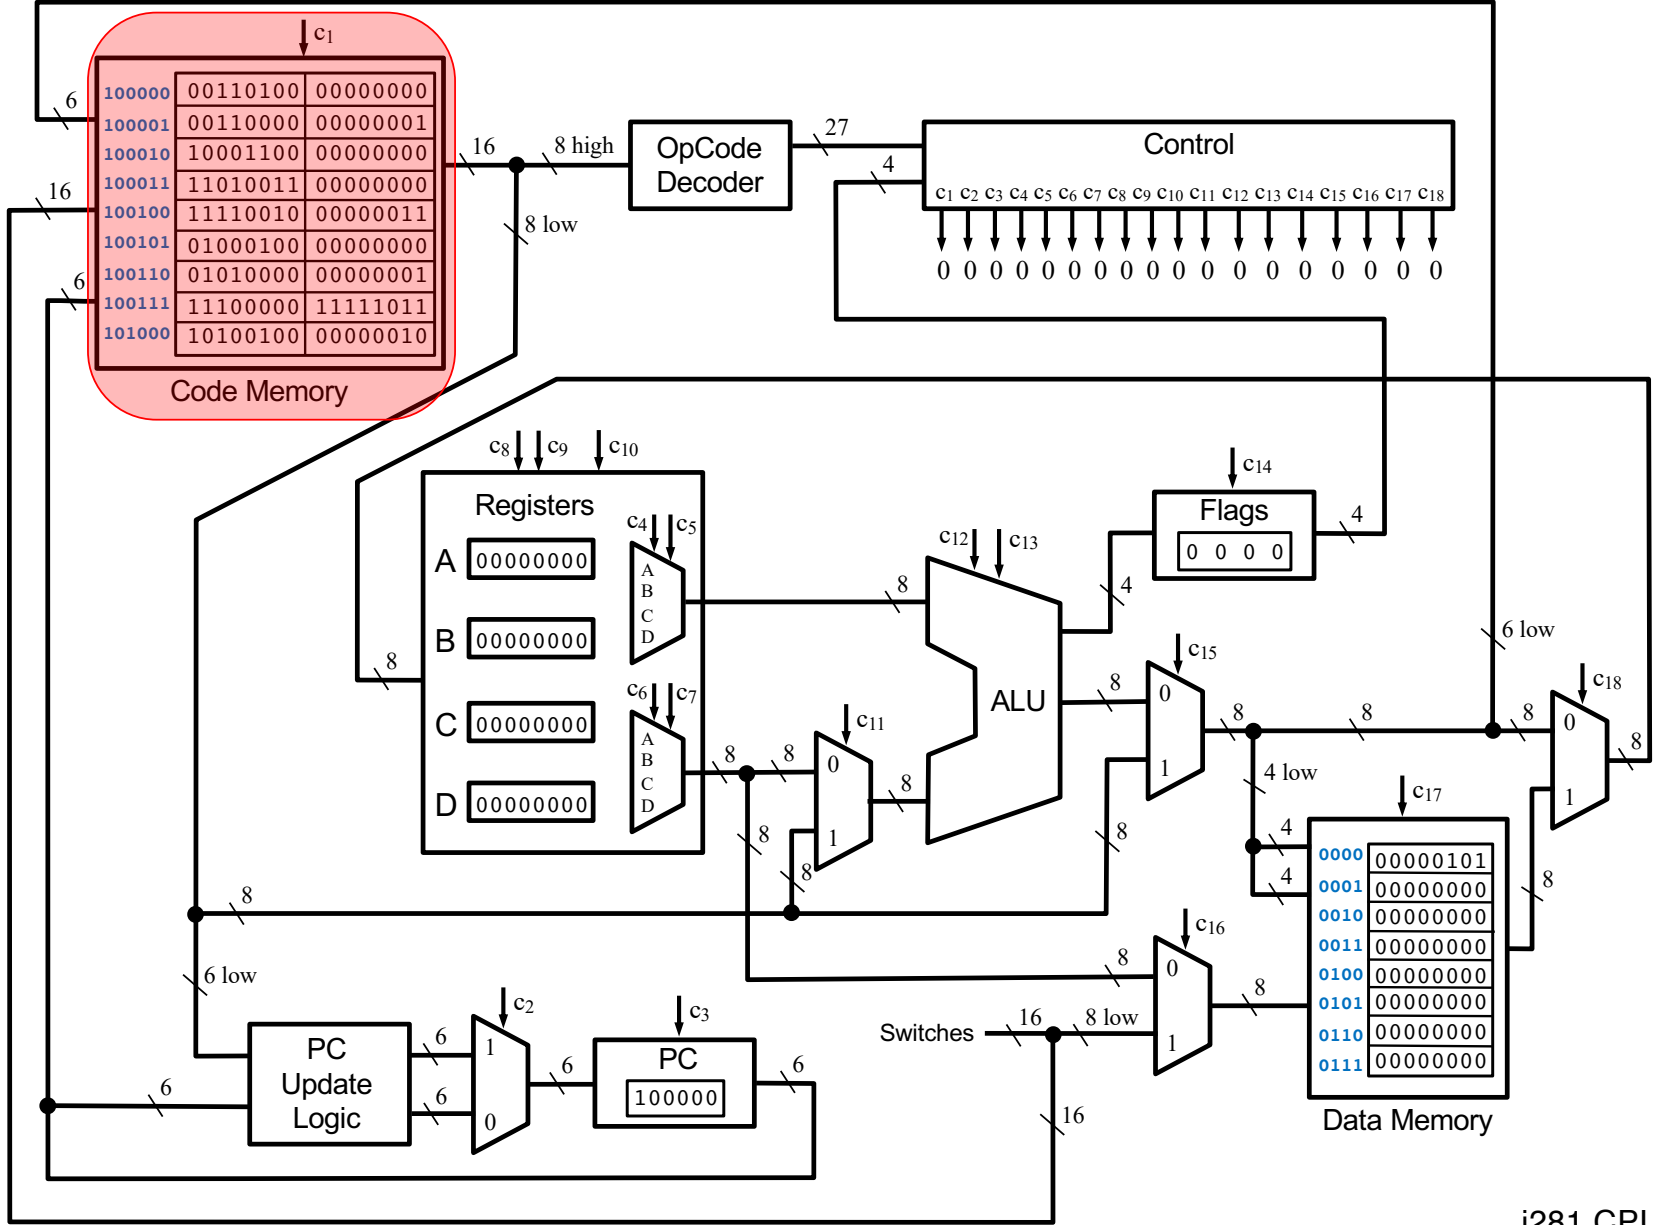 c1
100000 00110100 00000000
100001 00110000 00000001
100010 10001100 00000000
100011 11010011 00000000
100100 11110010 00000011
100101 01000100 00000000
100110 01010000 00000001
100111 11100000 11111011
101000 10100100 00000010
Code Memory
6
16
6
16
8 high
8 low
OpCode
Decoder
27
4
Control
c1 c2 c3 c4 c5 c6 c7 c8 c9 c10 c11 c12 c13 c14 c15 c16 c17 c18
0 0 0 0 0 0 0 0 0 0 0 0 0 0 0 0 0 0
c8 c9 c10
Registers
A 00000000
B 00000000
C 00000000
D 00000000
c4 c5
A
B
C
D
c6 c7
A
B
C
D
8
8
8
8
8
8
c11
0
1
8
8
c12 c13
ALU
4
8
c14
Flags
0 0 0 0
4
c15
0
1
8
8
8
8
6 low
8
4 low
4
4
c18
0
1
8
8
c17
0000 00000101
0001 00000000
0010 00000000
0011 00000000
0100 00000000
0101 00000000
0110 00000000
0111 00000000
Data Memory
c16
0
1
8
8
Switches
16
8 low
16
8
6 low
6
PC
Update
Logic
6
6
c2
1
0
6
c3
PC
100000
6
i281 CPU